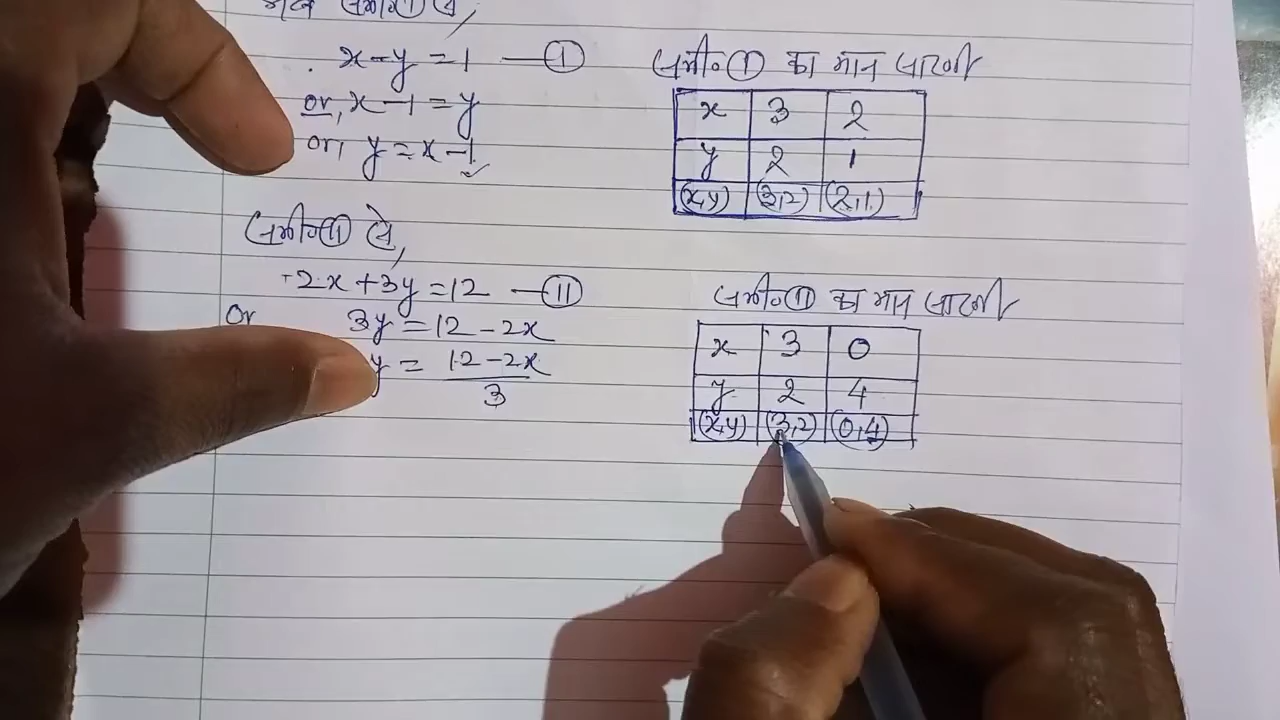 x - y = 1 — Ⓘ
or, x - 1 = y
or, y = x - 1
समी० Ⓘ का मान सारणी
x 3 2
y 2 1
(x,y) (3,2) (2,1)
समी० Ⓘⓘ से,
2x + 3y = 12 — Ⓘⓘ
Or 3y = 12 - 2x
y = 12 - 2x
3
समी० Ⓘⓘ का मान सारणी
x 3 0
y 2 4
(x,y) (3,2) (0,4)